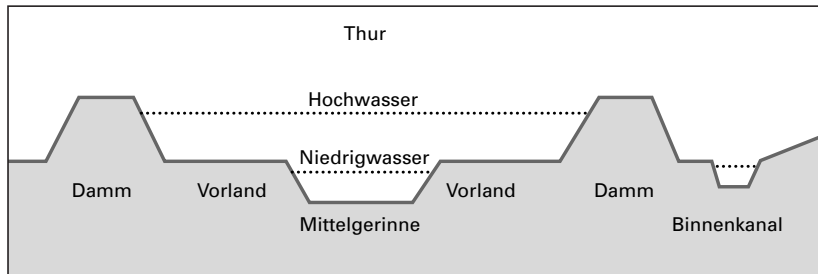 Thur
Hochwasser
Niedrigwasser
Damm Vorland Vorland Damm
Mittelgerinne Binnenkanal